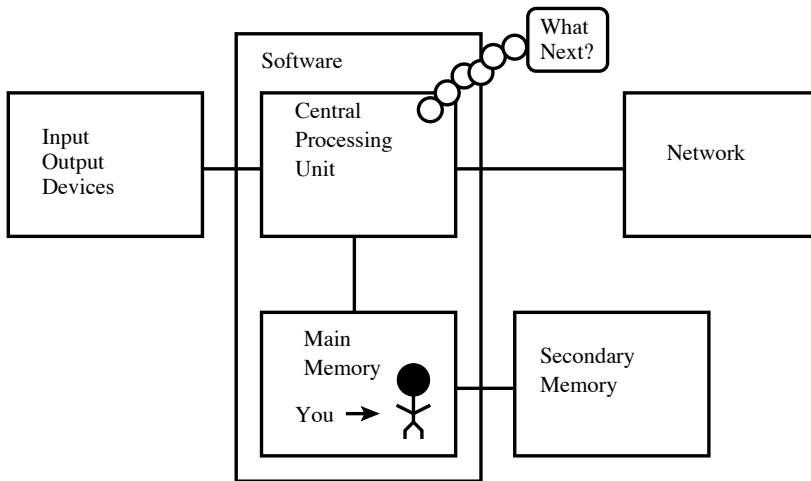 What
Next?
Software
Input
Output
Devices
Central
Processing
Unit
Network
Main
Memory
You
Secondary
Memory